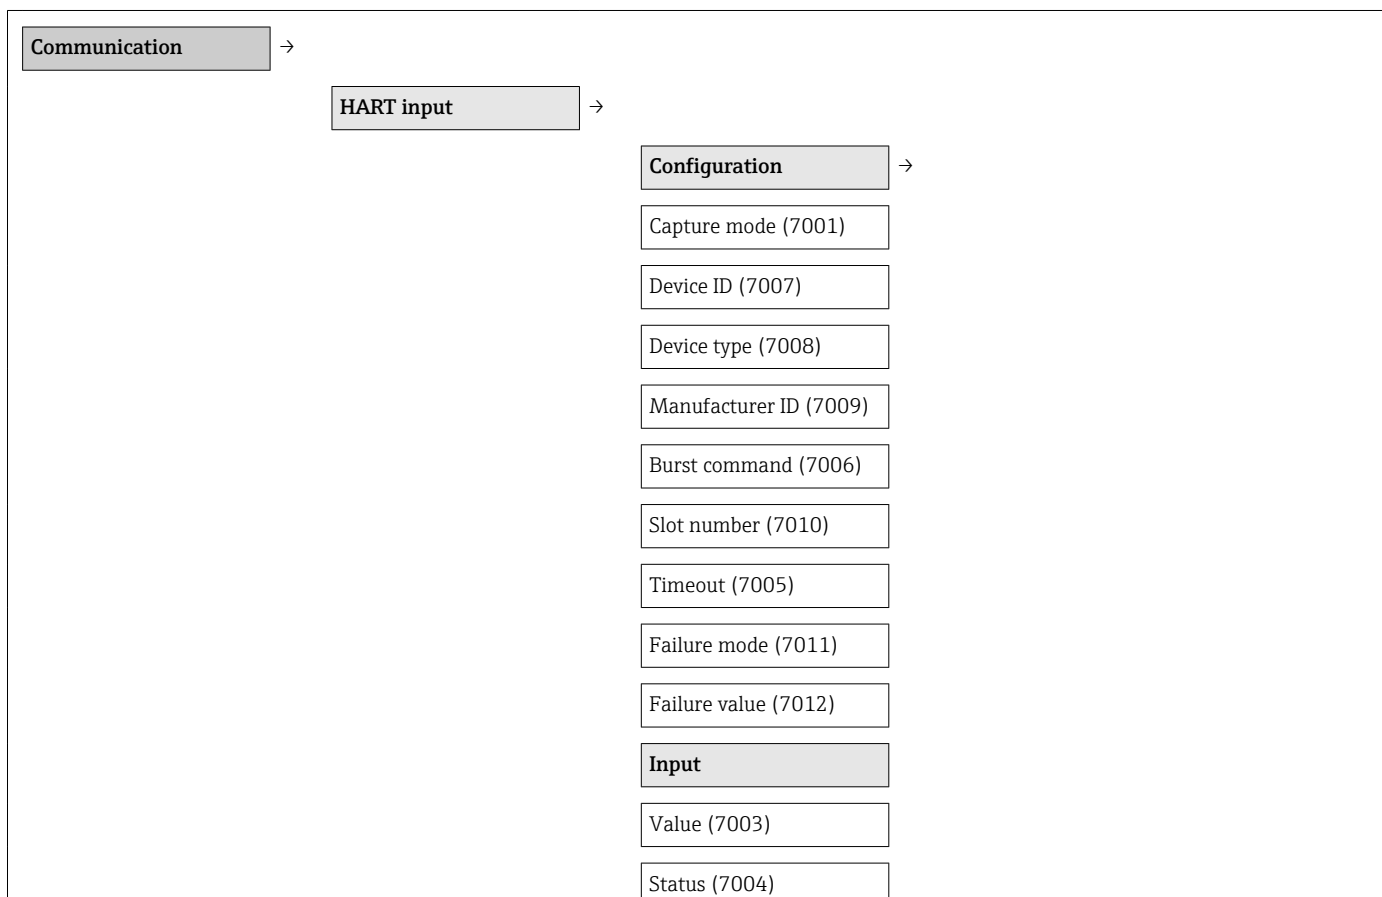 Communication →
HART input →
Configuration →
Capture mode (7001)
Device ID (7007)
Device type (7008)
Manufacturer ID (7009)
Burst command (7006)
Slot number (7010)
Timeout (7005)
Failure mode (7011)
Failure value (7012)
Input
Value (7003)
Status (7004)